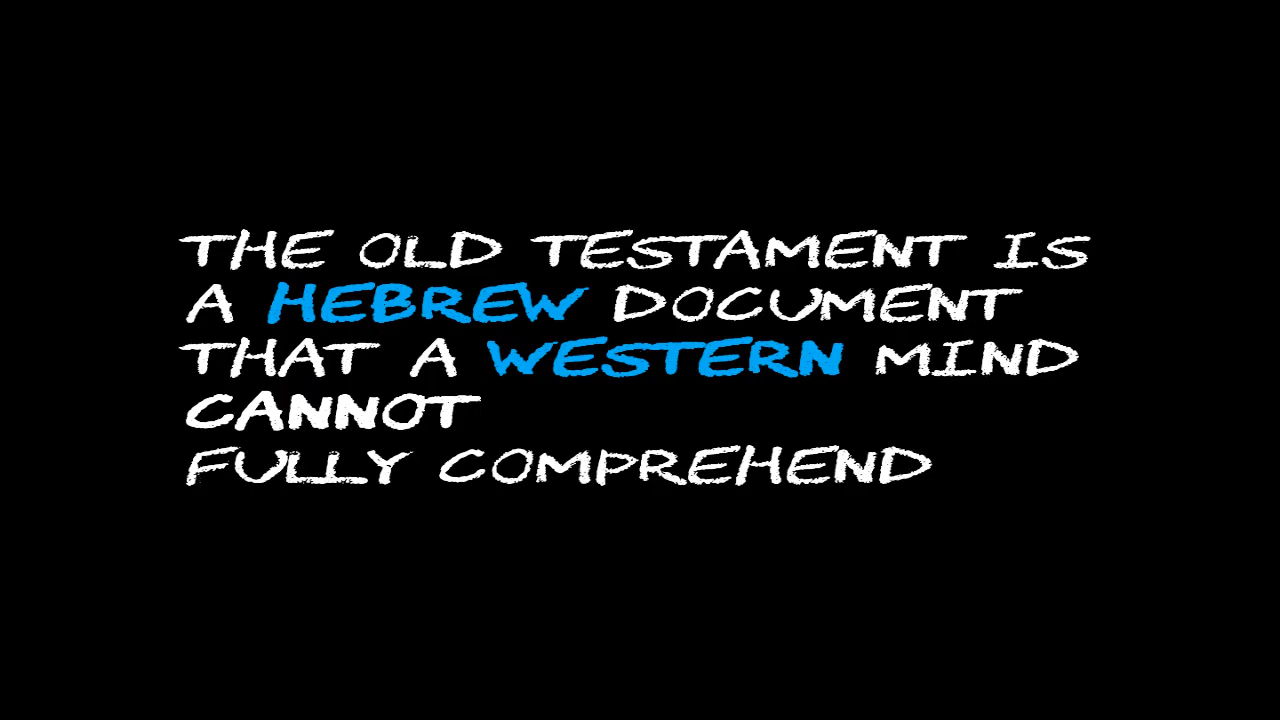 THE OLD TESTAMENT IS
A HEBREW DOCUMENT
THAT A WESTERN MIND
CANNOT
FULLY COMPREHEND